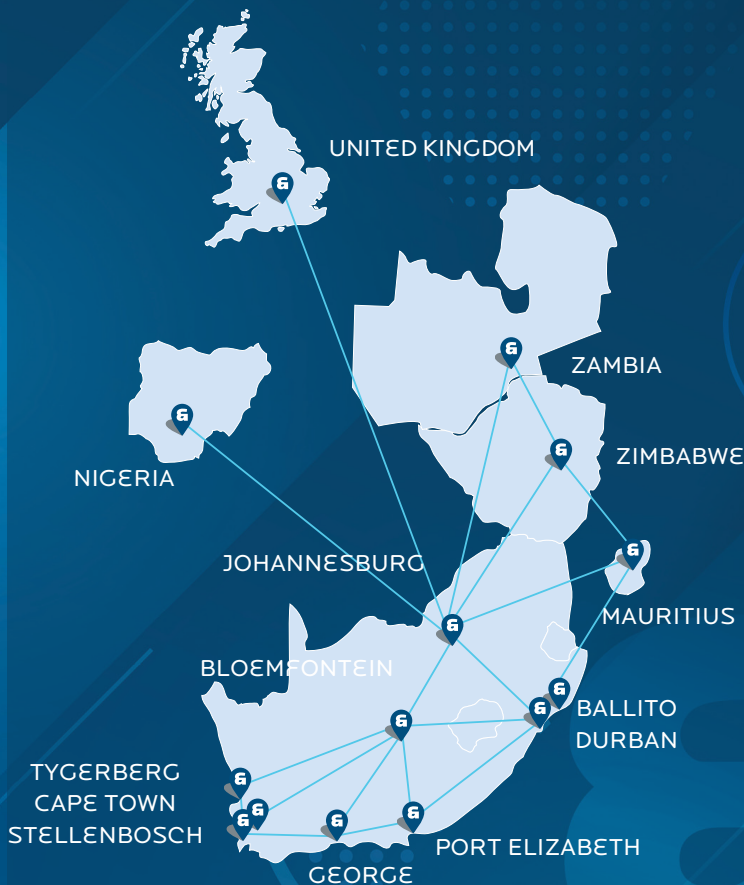 UNITED KINGDOM
ZAMBIA
ZIMBABWE
NIGERIA
JOHANNESBURG
MAURITIUS
BLOEMFONTEIN
BALLITO
DURBAN
TYGERBERG
CAPE TOWN
STELLENBOSCH
PORT ELIZABETH
GEORGE
&
&
&
&
&
&
&
&
&
&
&
&
&